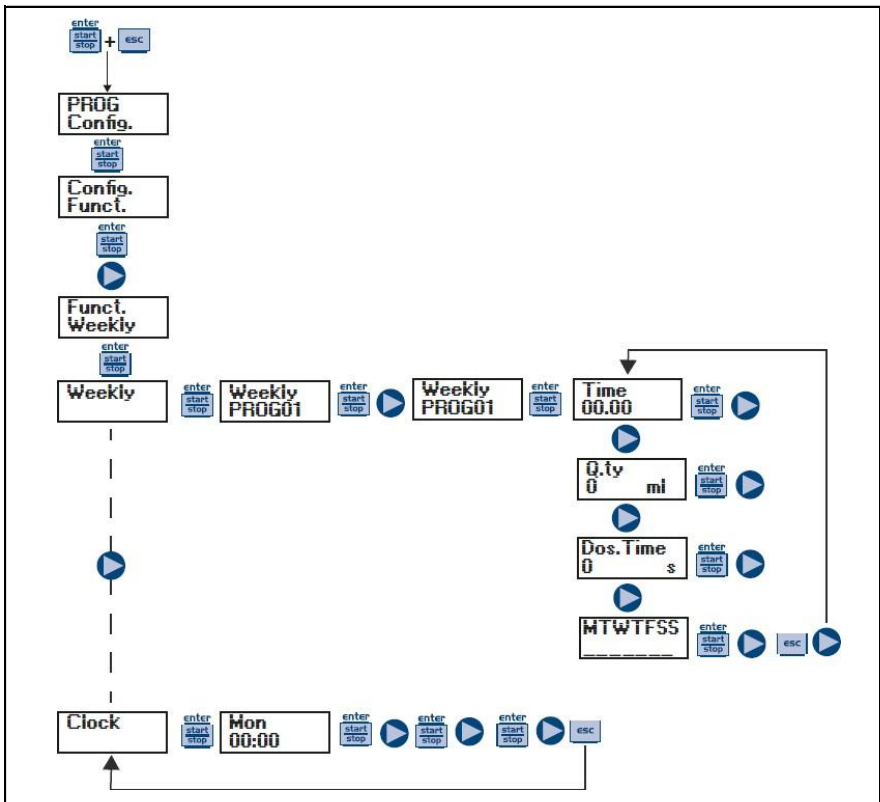 enter
start
stop
+
esc
PROG
Config.
enter
start
stop
Config.
Funct.
enter
start
stop
Funct.
Weekly
enter
start
stop
Weekly
enter
start
stop
Weekly
PROG01
enter
start
stop
Weekly
PROG01
enter
start
stop
Time
00.00
enter
start
stop
Q.ty
0 ml
enter
start
stop
Dos.Time
0 s
enter
start
stop
MTWTFSS
_______
enter
start
stop
esc
Clock
enter
start
stop
Mon
00:00
enter
start
stop
enter
start
stop
enter
start
stop
esc